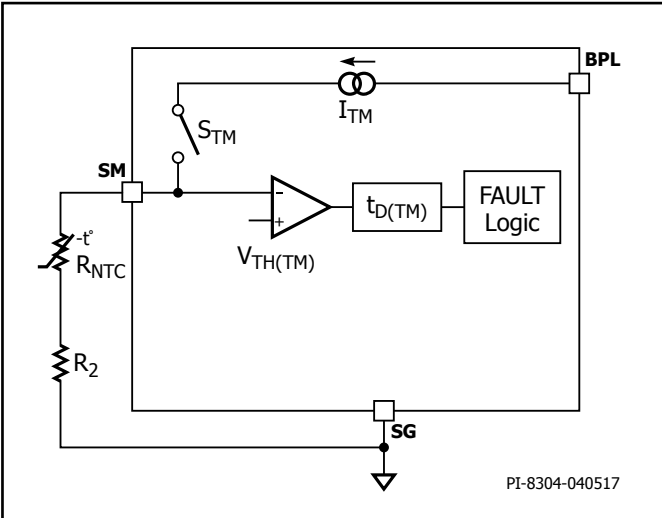 BPL
I_TM
S_TM
SM
-
+
V_TH(TM)
t_D(TM)
FAULT
Logic
-t°
R_NTC
R_2
SG
PI-8304-040517